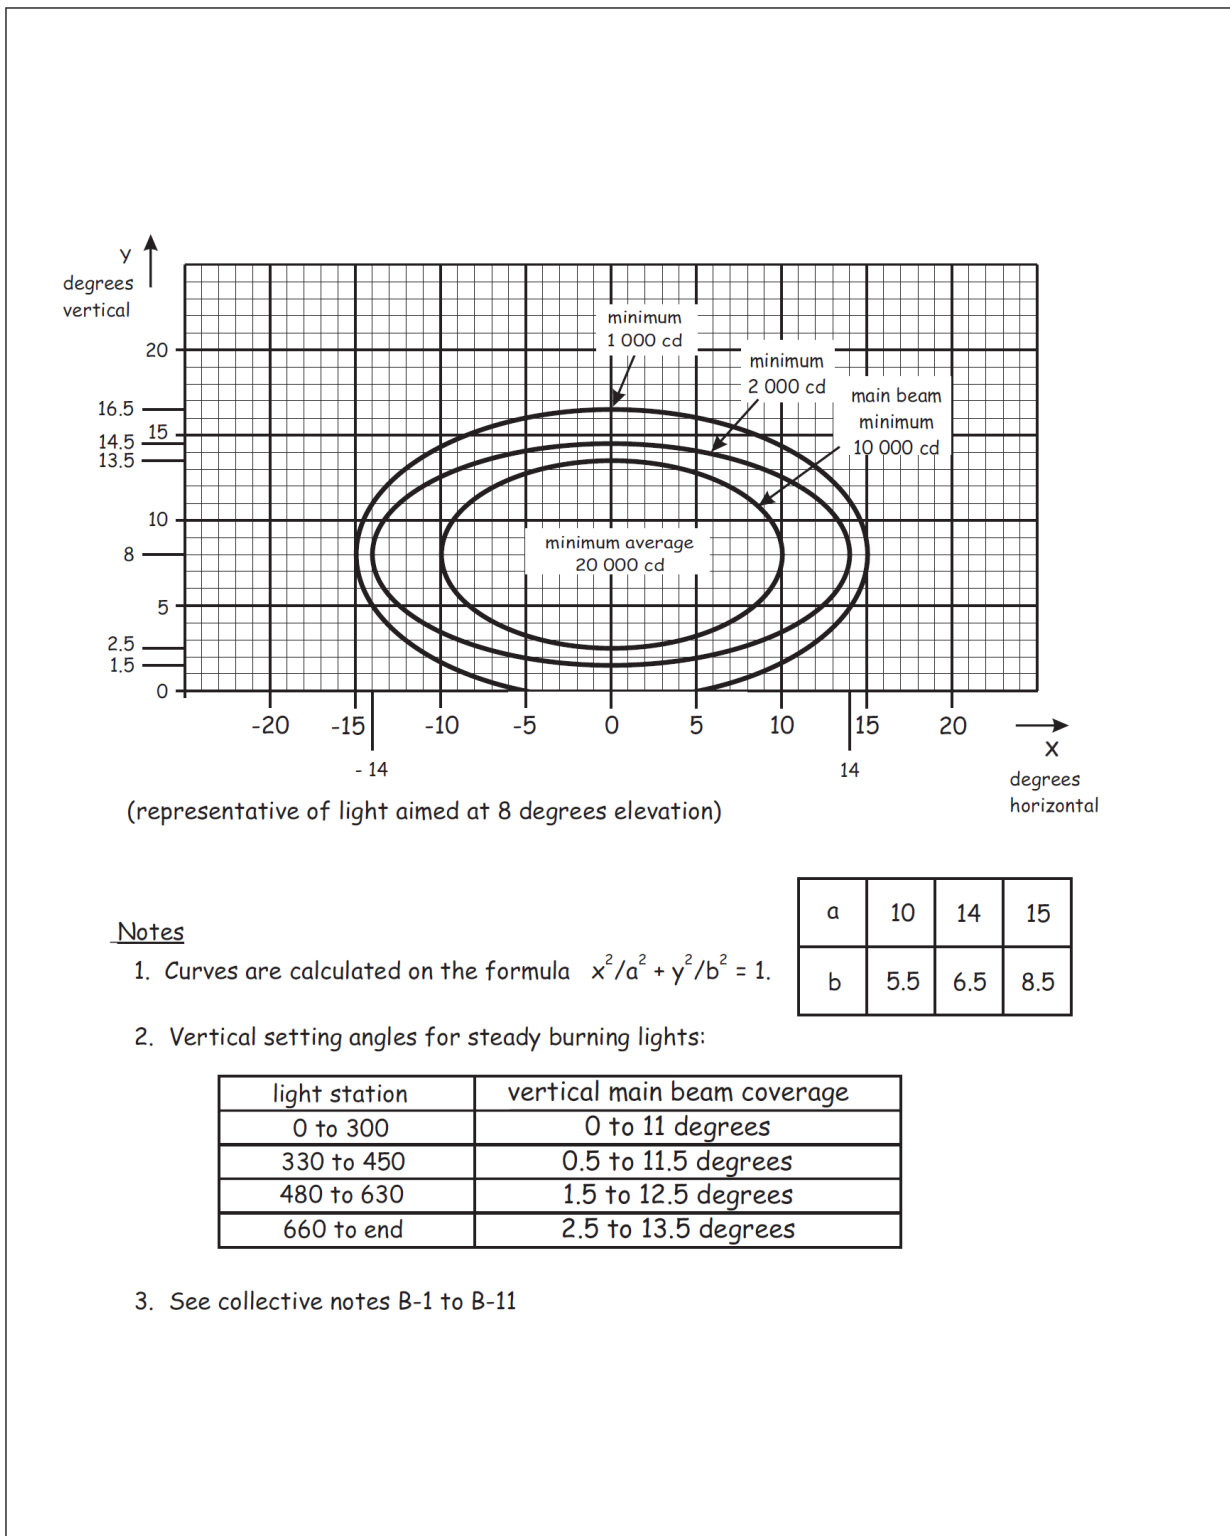 Y
degrees
vertical
minimum
1 000 cd
minimum
2 000 cd
main beam
minimum
10 000 cd
minimum average
20 000 cd
20
16.5
15
14.5
13.5
10
8
5
2.5
1.5
0
-20 -15 -10 -5 0 5 10 15 20
- 14 14
X
degrees
horizontal
(representative of light aimed at 8 degrees elevation)
a 10 14 15
b 5.5 6.5 8.5
Notes
1. Curves are calculated on the formula x²/a² + y²/b² = 1.
2. Vertical setting angles for steady burning lights:
light station vertical main beam coverage
0 to 300 0 to 11 degrees
330 to 450 0.5 to 11.5 degrees
480 to 630 1.5 to 12.5 degrees
660 to end 2.5 to 13.5 degrees
3. See collective notes B-1 to B-11